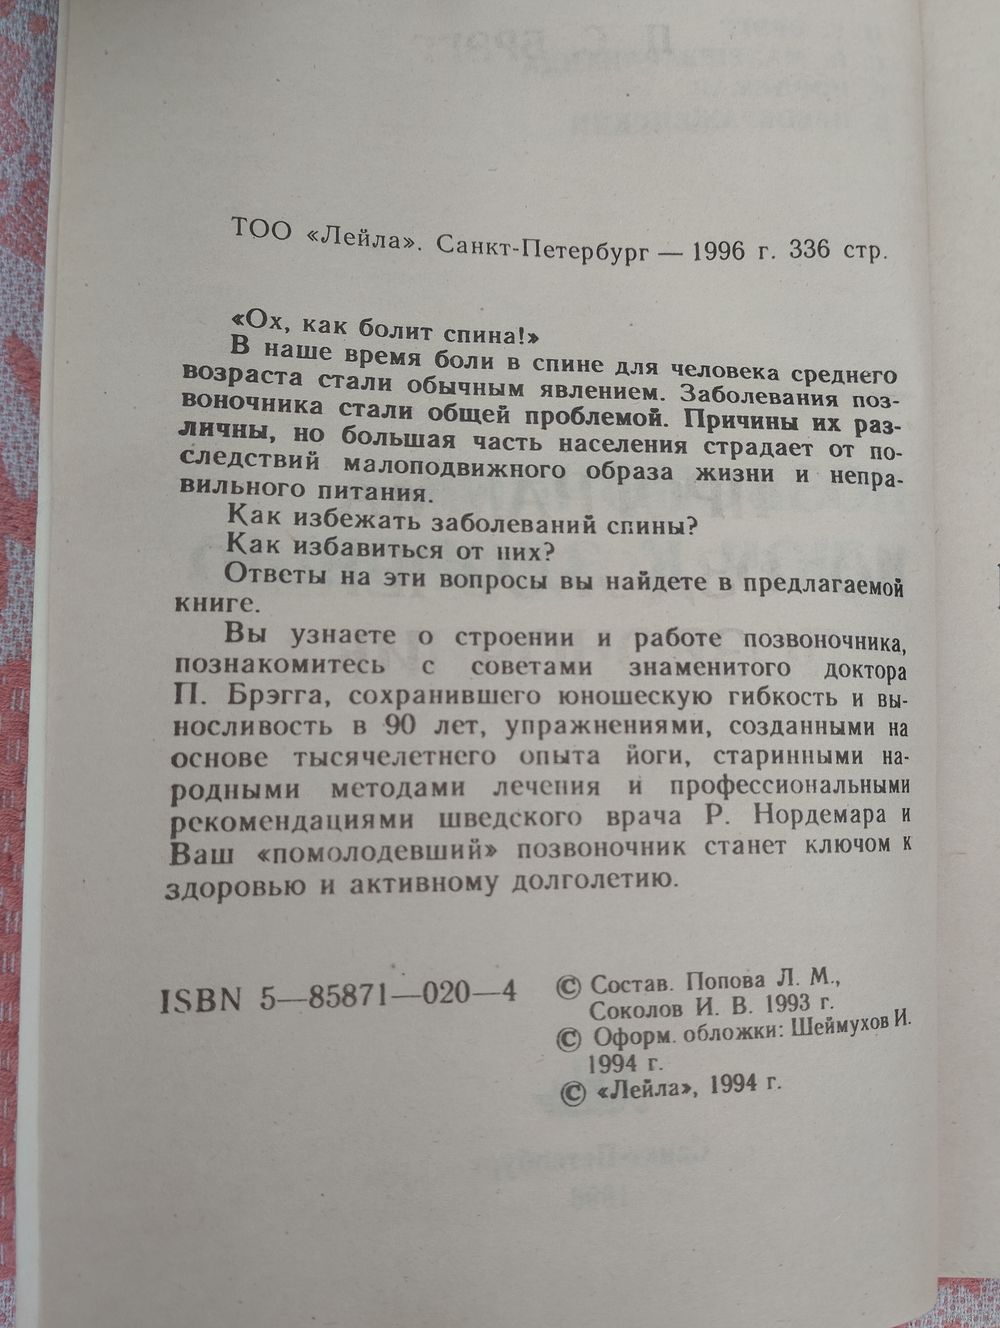 ТОО «Лейла». Санкт-Петербург — 1996 г. 336 стр.
«Ох, как болит спина!»
В наше время боли в спине для человека среднего
возраста стали обычным явлением. Заболевания поз-
воночника стали общей проблемой. Причины их раз-
личны, но большая часть населения страдает от по-
следствий малоподвижного образа жизни и непра-
вильного питания.
Как избежать заболеваний спины?
Как избавиться от них?
Ответы на эти вопросы вы найдете в предлагаемой
книге.
Вы узнаете о строении и работе позвоночника,
познакомитесь с советами знаменитого доктора
П. Брэгга, сохранившего юношескую гибкость и вы-
носливость в 90 лет, упражнениями, созданными на
основе тысячелетнего опыта йоги, старинными на-
родными методами лечения и профессиональными
рекомендациями шведского врача Р. Нордемара и
Ваш «помолодевший» позвоночник станет ключом к
здоровью и активному долголетию.
ISBN 5—85871—020—4
© Состав. Попова Л. М.,
Соколов И. В. 1993 г.
© Оформ. обложки: Шеймухов И.
1994 г.
© «Лейла», 1994 г.